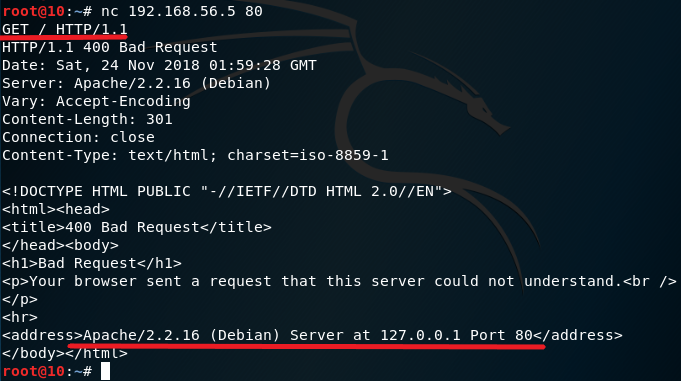 root@10:~# nc 192.168.56.5 80
GET / HTTP/1.1
HTTP/1.1 400 Bad Request
Date: Sat, 24 Nov 2018 01:59:28 GMT
Server: Apache/2.2.16 (Debian)
Vary: Accept-Encoding
Content-Length: 301
Connection: close
Content-Type: text/html; charset=iso-8859-1

<!DOCTYPE HTML PUBLIC "-//IETF//DTD HTML 2.0//EN">
<html><head>
<title>400 Bad Request</title>
</head><body>
<h1>Bad Request</h1>
<p>Your browser sent a request that this server could not understand.<br />
</p>
<hr>
<address>Apache/2.2.16 (Debian) Server at 127.0.0.1 Port 80</address>
</body></html>
root@10:~#